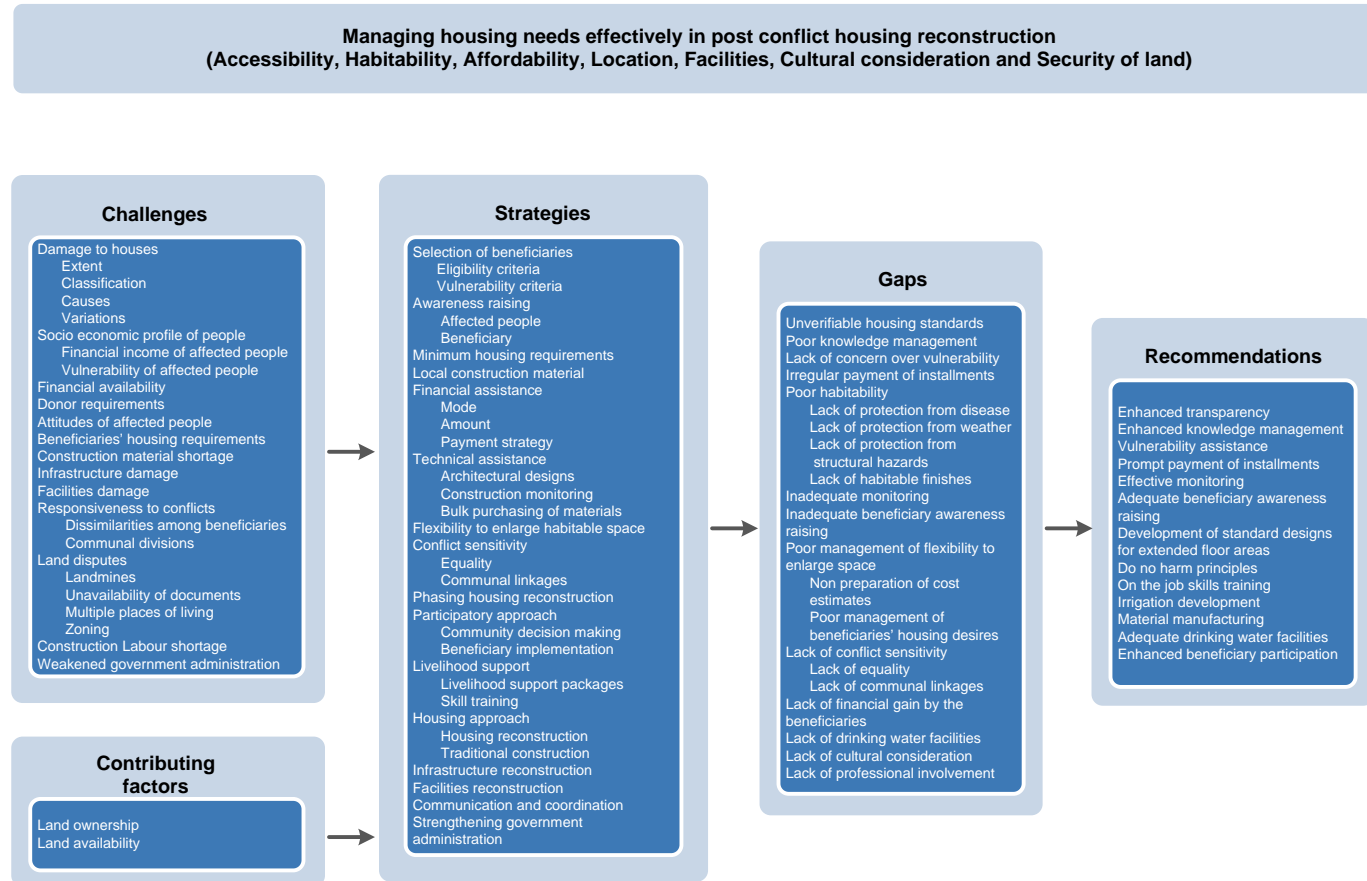 Managing housing needs effectively in post conflict housing reconstruction
(Accessibility, Habitability, Affordability, Location, Facilities, Cultural consideration and Security of land)
Challenges
Damage to houses
Extent
Classification
Causes
Variations
Socio economic profile of people
Financial income of affected people
Vulnerability of affected people
Financial availability
Donor requirements
Attitudes of affected people
Beneficiaries' housing requirements
Construction material shortage
Infrastructure damage
Facilities damage
Responsiveness to conflicts
Dissimilarities among beneficiaries
Communal divisions
Land disputes
Landmines
Unavailability of documents
Multiple places of living
Zoning
Construction Labour shortage
Weakened government administration
Contributing
factors
Land ownership
Land availability
Strategies
Selection of beneficiaries
Eligibility criteria
Vulnerability criteria
Awareness raising
Affected people
Beneficiary
Minimum housing requirements
Local construction material
Financial assistance
Mode
Amount
Payment strategy
Technical assistance
Architectural designs
Construction monitoring
Bulk purchasing of materials
Flexibility to enlarge habitable space
Conflict sensitivity
Equality
Communal linkages
Phasing housing reconstruction
Participatory approach
Community decision making
Beneficiary implementation
Livelihood support
Livelihood support packages
Skill training
Housing approach
Housing reconstruction
Traditional construction
Infrastructure reconstruction
Facilities reconstruction
Communication and coordination
Strengthening government
administration
Gaps
Unverifiable housing standards
Poor knowledge management
Lack of concern over vulnerability
Irregular payment of installments
Poor habitability
Lack of protection from disease
Lack of protection from weather
Lack of protection from
structural hazards
Lack of habitable finishes
Inadequate monitoring
Inadequate beneficiary awareness
raising
Poor management of flexibility to
enlarge space
Non preparation of cost
estimates
Poor management of
beneficiaries' housing desires
Lack of conflict sensitivity
Lack of equality
Lack of communal linkages
Lack of financial gain by the
beneficiaries
Lack of drinking water facilities
Lack of cultural consideration
Lack of professional involvement
Recommendations
Enhanced transparency
Enhanced knowledge management
Vulnerability assistance
Prompt payment of installments
Effective monitoring
Adequate beneficiary awareness
raising
Development of standard designs
for extended floor areas
Do no harm principles
On the job skills training
Irrigation development
Material manufacturing
Adequate drinking water facilities
Enhanced beneficiary participation